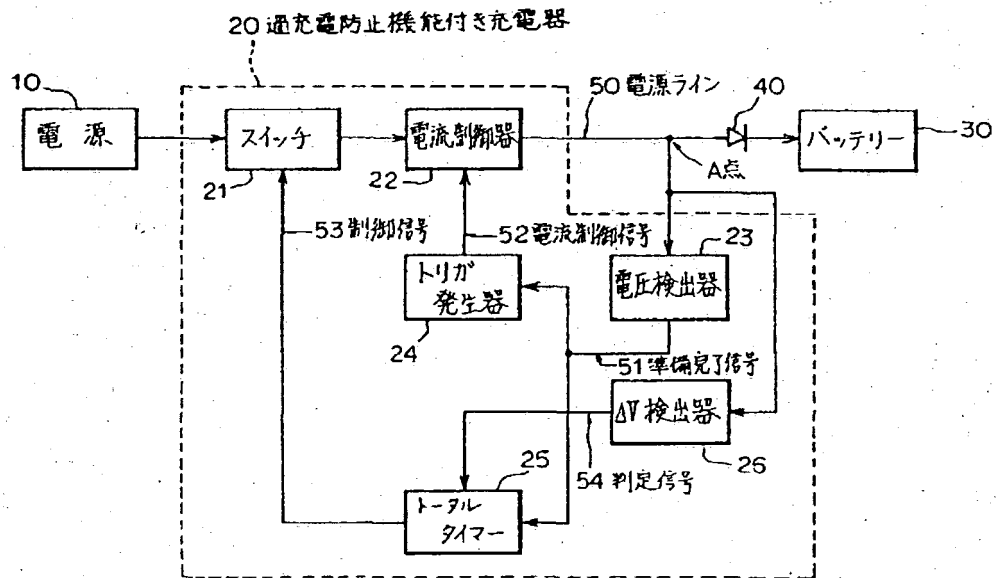 20 過充電防止機能付き充電器
10
電源
スイッチ
21
電流制御器
22
50 電源ライン
40
A点
バッテリー
30
53 制御信号
52 電流制御信号
トリガ
発生器
24
23
電圧検出器
51 準備完了信号
ΔV検出器
26
54 判定信号
25
トータル
タイマー